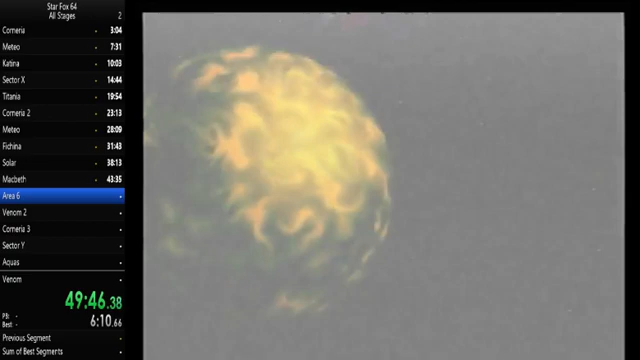 Star Fox 64
All Stages 2
Corneria - 3:04
Meteo - 7:31
Katina - 10:03
Sector X - 14:44
Titania - 19:54
Corneria 2 - 23:13
Meteo - 28:09
Fichina - 31:43
Solar - 38:13
Macbeth - 43:35
Area 6 -
Venom 2 -
Corneria 3 -
Sector Y -
Aquas -
Venom -
49:46.38
PB: -
Best - 6:10.66
Previous Segment -
Sum of Best Segments -